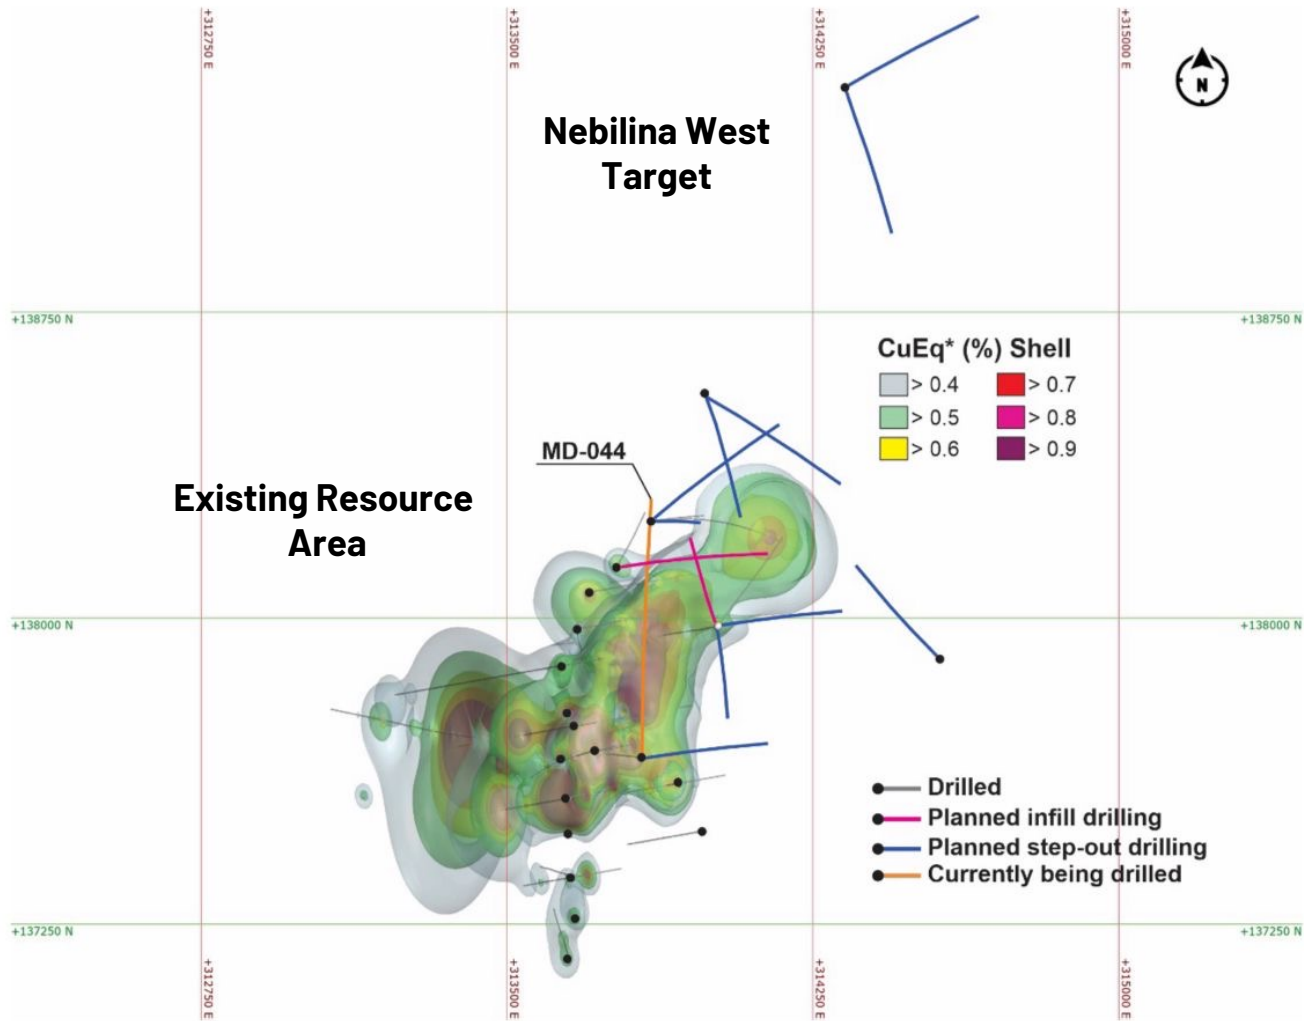 +312750 E
+313500 E
+314250 E
+315000 E
N
Nebilina West
Target
+138750 N
+138750 N
CuEq* (%) Shell
> 0.4
> 0.7
> 0.5
> 0.8
> 0.6
> 0.9
MD-044
Existing Resource
Area
+138000 N
+138000 N
Drilled
Planned infill drilling
Planned step-out drilling
Currently being drilled
+137250 N
+137250 N
+312750 E
+313500 E
+314250 E
+315000 E